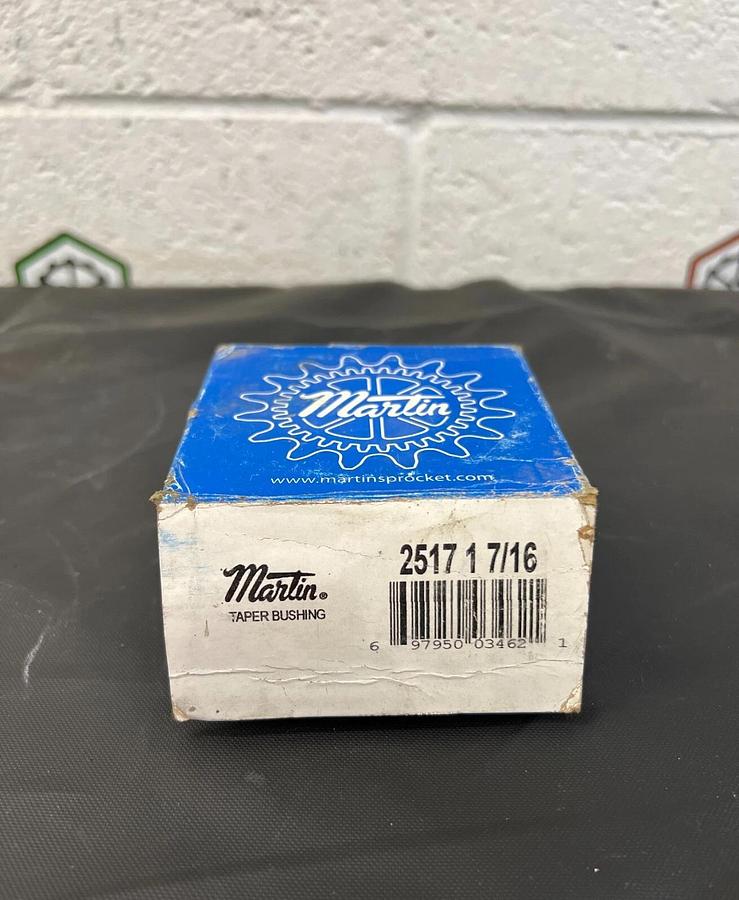 Martin
www.martinsprocket.com
Martin®
TAPER BUSHING
2517 1 7/16
6 97950 03462 1